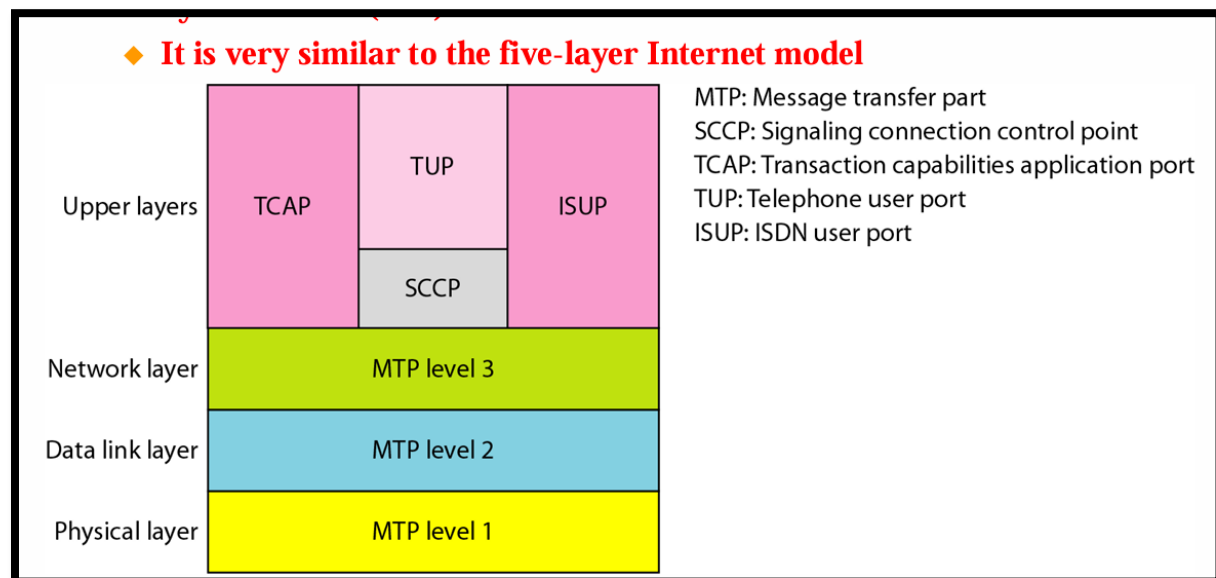 ◆ It is very similar to the five-layer Internet model
MTP: Message transfer part
SCCP: Signaling connection control point
TCAP: Transaction capabilities application port
TUP: Telephone user port
ISUP: ISDN user port
Upper layers
TCAP
TUP
ISUP
SCCP
Network layer
MTP level 3
Data link layer
MTP level 2
Physical layer
MTP level 1